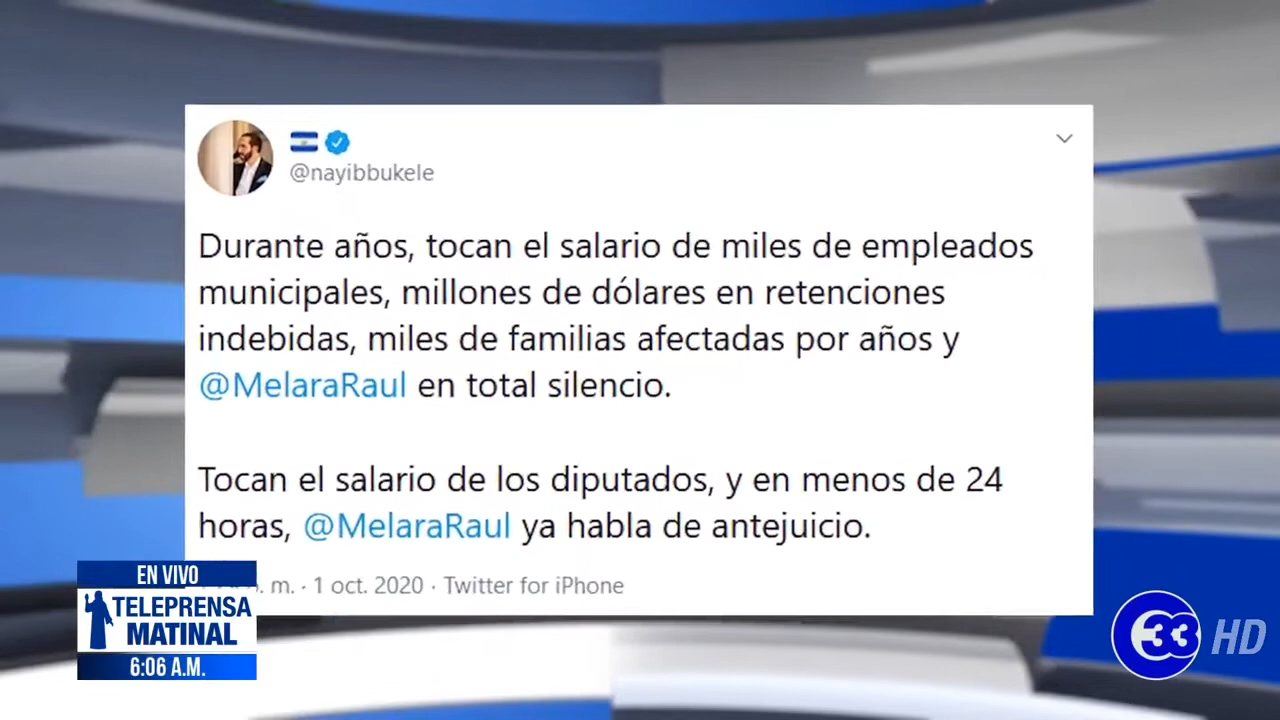 @nayibbukele
Durante años, tocan el salario de miles de empleados
municipales, millones de dólares en retenciones
indebidas, miles de familias afectadas por años y
@MelaraRaul en total silencio.
Tocan el salario de los diputados, y en menos de 24
horas, @MelaraRaul ya habla de antejuicio.
m. · 1 oct. 2020 · Twitter for iPhone
EN VIVO
TELEPRENSA
MATINAL
6:06 A.M.
33 HD